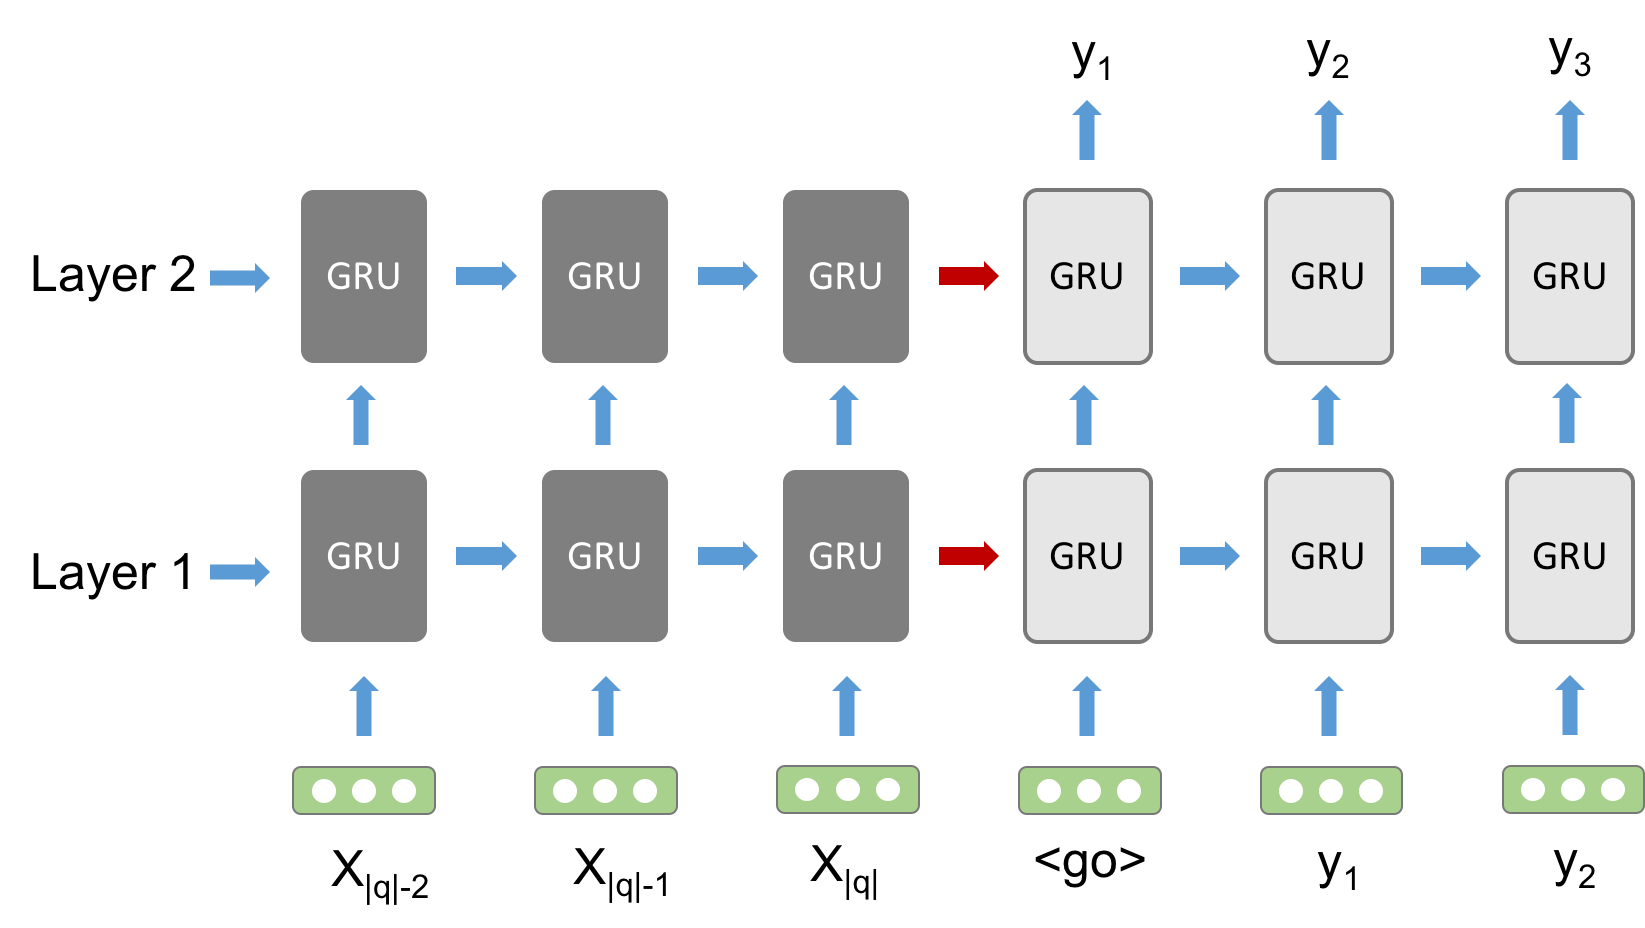 y₁ y₂ y₃
Layer 2 GRU GRU GRU GRU GRU GRU
Layer 1 GRU GRU GRU GRU GRU GRU
X|q|-2 X|q|-1 X|q| <go> y₁ y₂